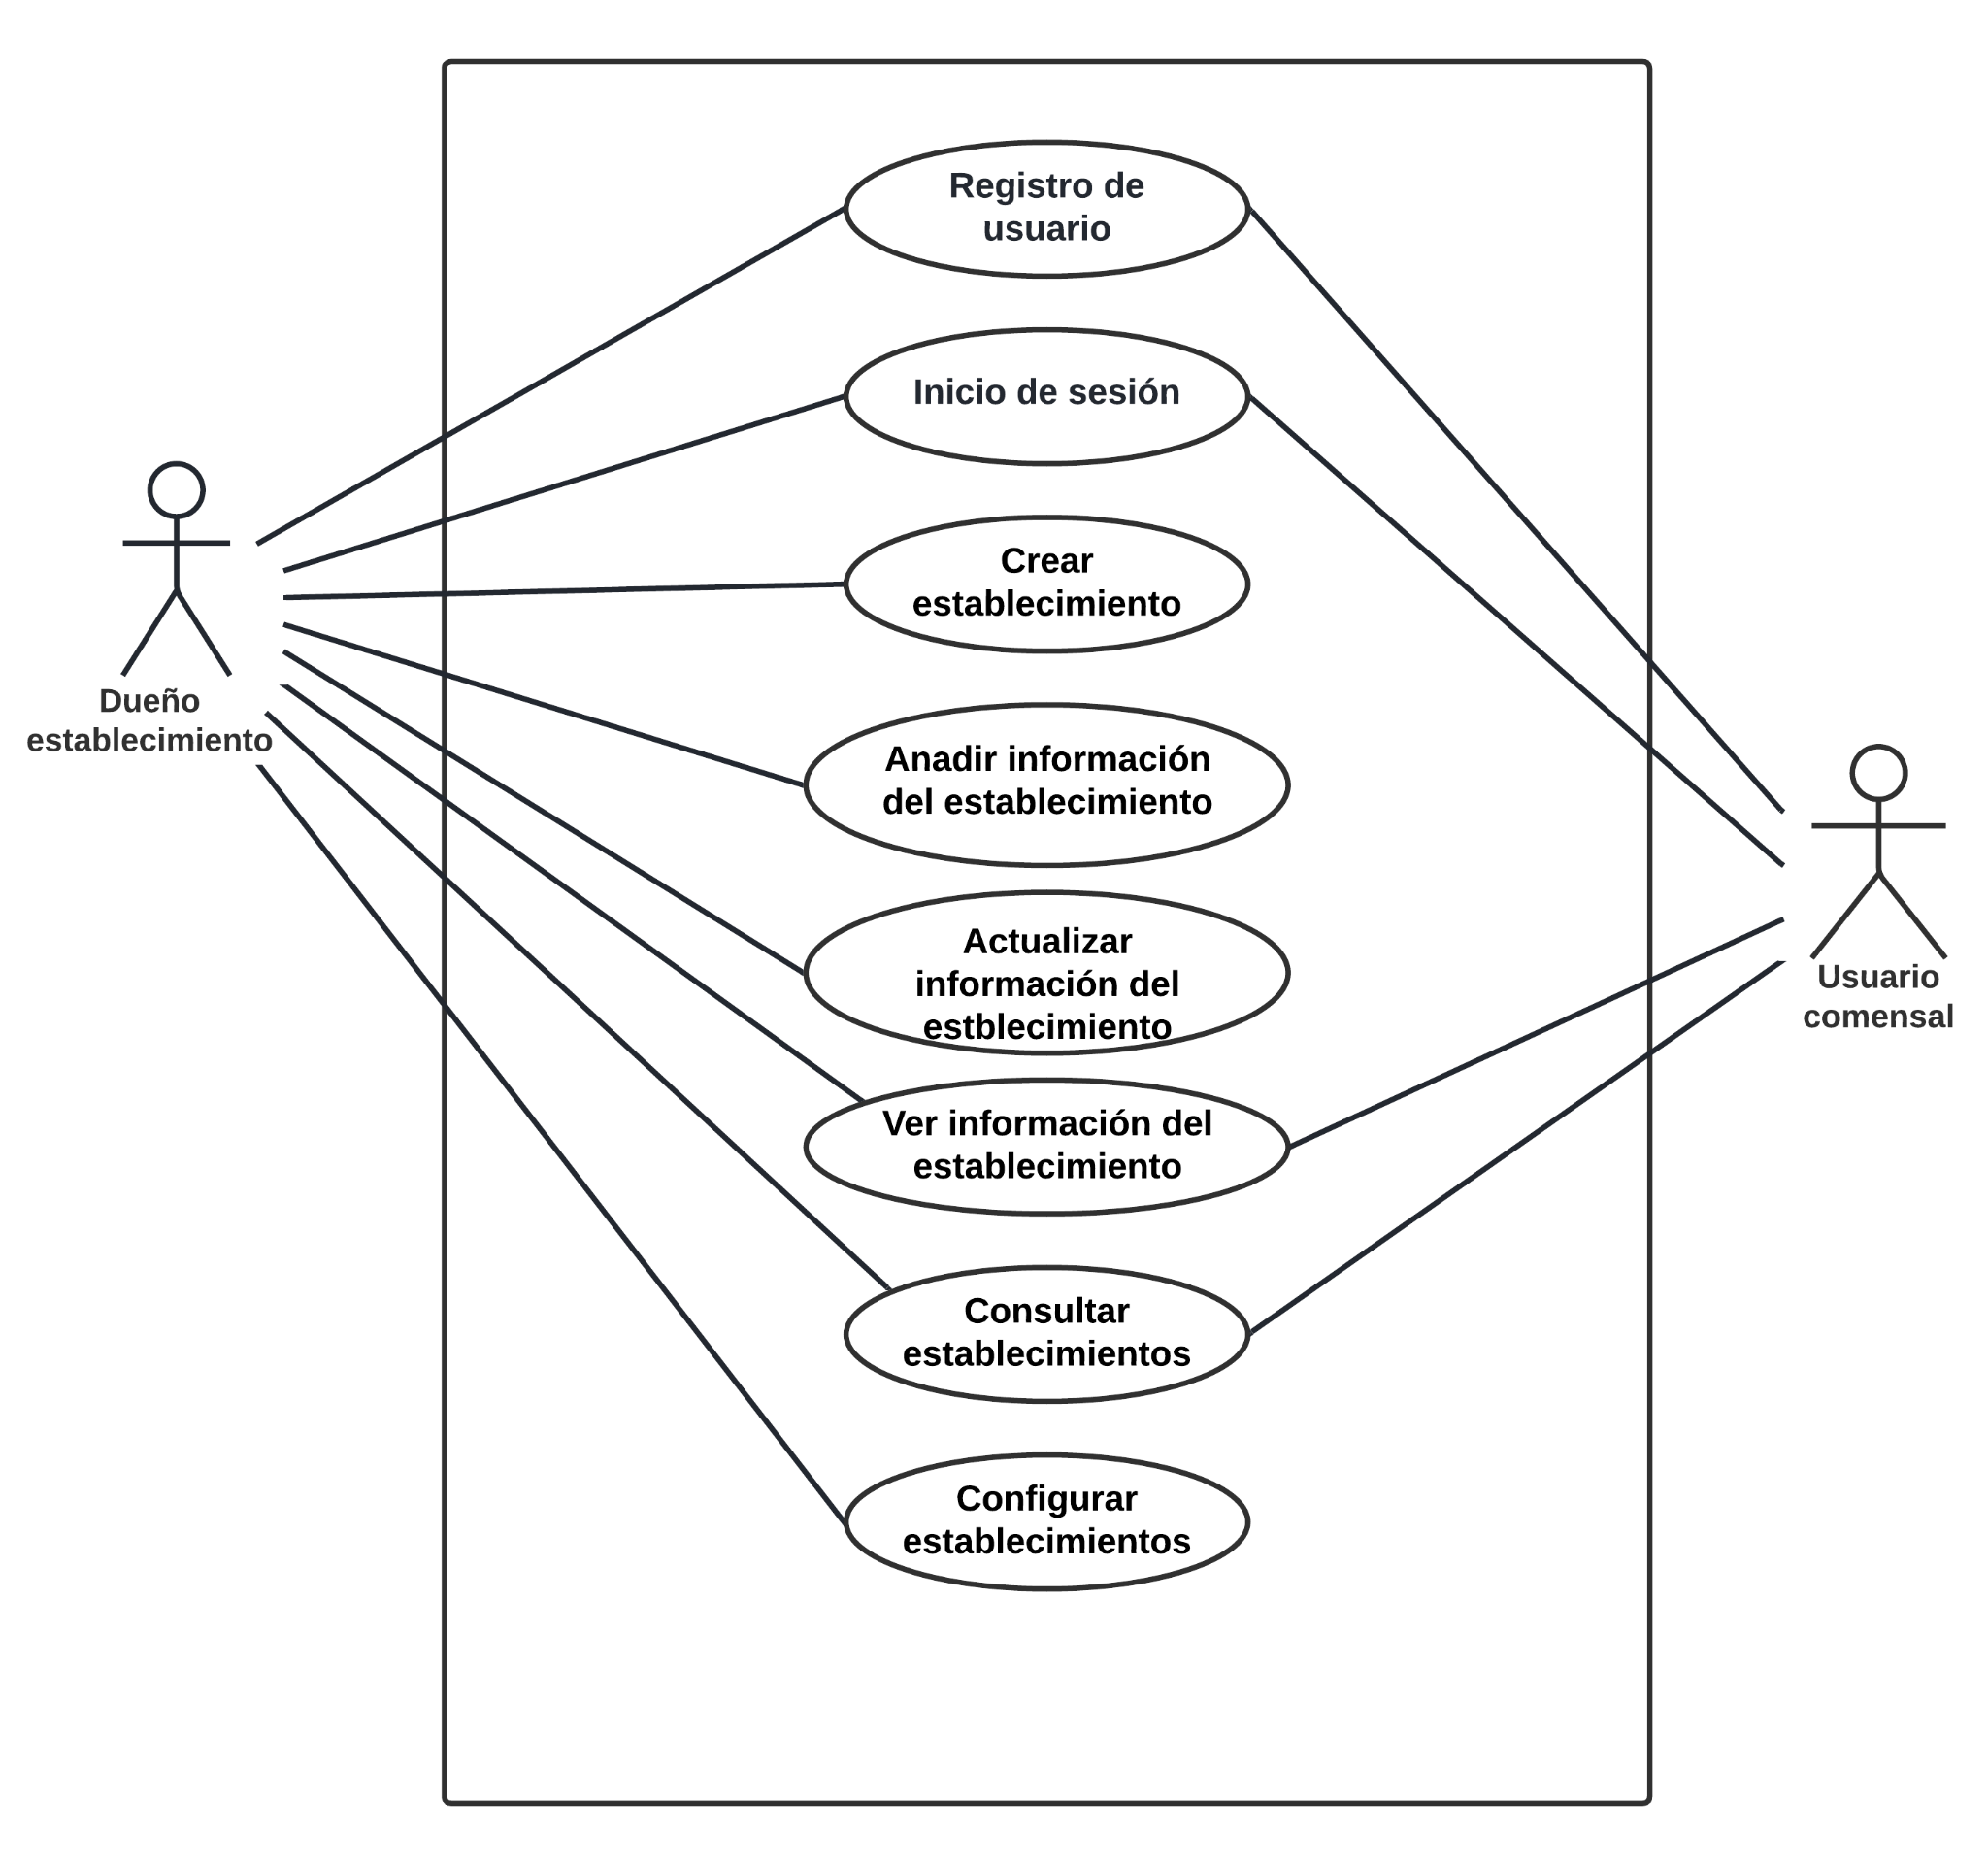 Registro de
usuario
Inicio de sesión
Crear
establecimiento
Dueño
establecimiento
Anadir información
del establecimiento
Actualizar
información del
estblecimiento
Usuario
comensal
Ver información del
establecimiento
Consultar
establecimientos
Configurar
establecimientos